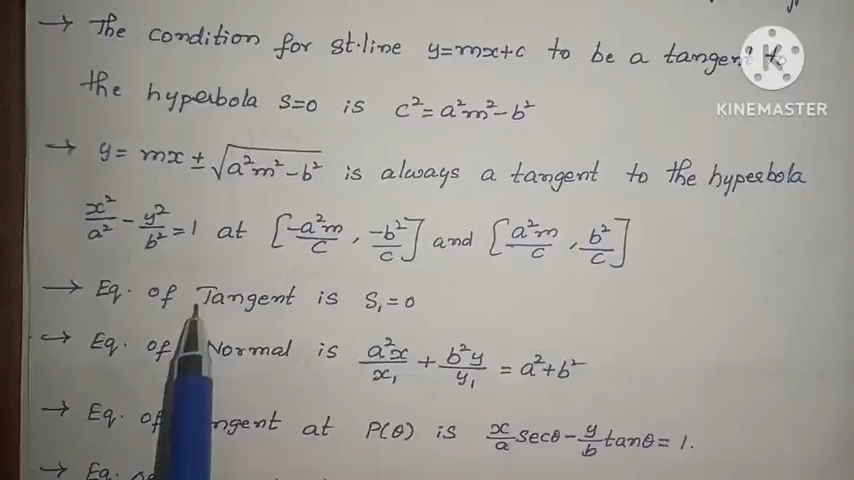 → The condition for st.line y=mx+c to be a tangent to
the hyperbola S=0 is c²=a²m²-b²
→ y= mx ± √(a²m²-b²) is always a tangent to the hyperbola
x²/a² - y²/b² = 1 at [-a²m/c, -b²/c] and [a²m/c, b²/c]
→ Eq. of Tangent is S₁=0
→ Eq. of Normal is a²x/x₁ + b²y/y₁ = a²+b²
→ Eq. of ngent at P(θ) is x/a secθ - y/b tanθ = 1.
→ Eq.
KINEMASTER